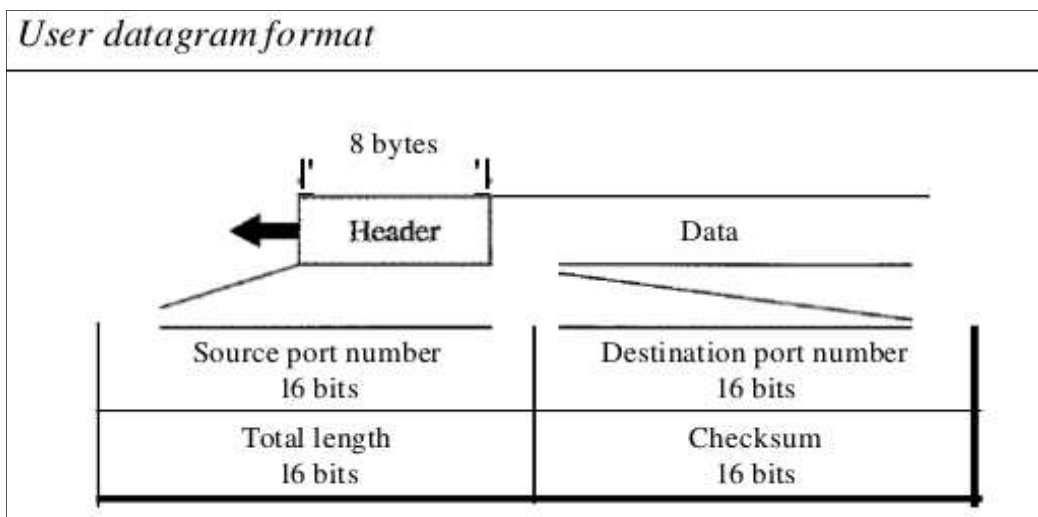 User datagram format
8 bytes
Header
Data
Source port number
16 bits
Destination port number
16 bits
Total length
16 bits
Checksum
16 bits